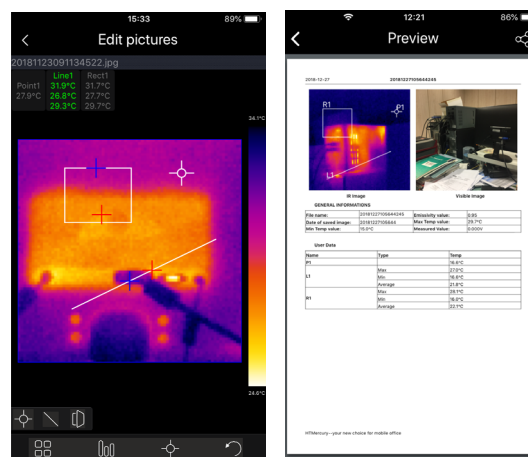 15:33
89%
Edit pictures
20181123091134522.jpg
Line1 Rect1
Point1 31.9°C 31.7°C
27.9°C 26.8°C 27.7°C
29.3°C 29.7°C
34.1°C
24.6°C
12:21
86%
Preview
2018-12-27 20181227105644245
R1
P1
L1
IR Image
Visible Image
GENERAL INFORMATIONS
File name: 20181227105644245 Emissivity value: 0.95
Date of saved image: 20181227105644 Max Temp value: 29.7°C
Min Temp value: 15.0°C Measured Value: 0.000V
User Data
Name Type Temp
P1 16.6°C
L1
Max 27.0°C
Min 16.6°C
Average 21.8°C
R1
Max 28.1°C
Min 16.0°C
Average 22.1°C
HTMercury--your new choice for mobile office